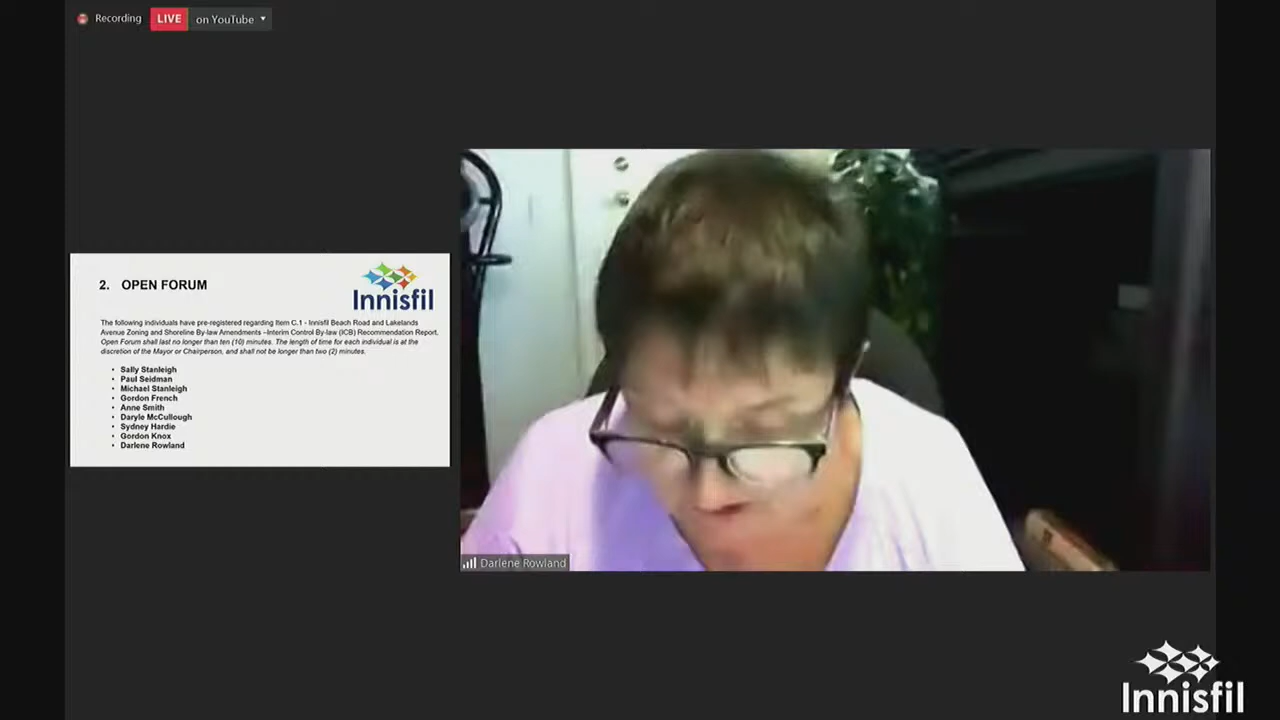 Recording
LIVE
on YouTube
2. OPEN FORUM
Innisfil
The following individuals have pre-registered regarding Item C.1 - Innisfil Beach Road and Lakelands
Avenue Zoning and Shoreline By-law Amendments –Interim Control By-law (ICB) Recommendation Report.
Open Forum shall last no longer than ten (10) minutes. The length of time for each individual is at the
discretion of the Mayor or Chairperson, and shall not be longer than two (2) minutes.
• Sally Stanleigh
• Paul Seidman
• Michael Stanleigh
• Gordon French
• Anne Smith
• Daryle McCullough
• Sydney Hardie
• Gordon Knox
• Darlene Rowland
Darlene Rowland
Innisfil